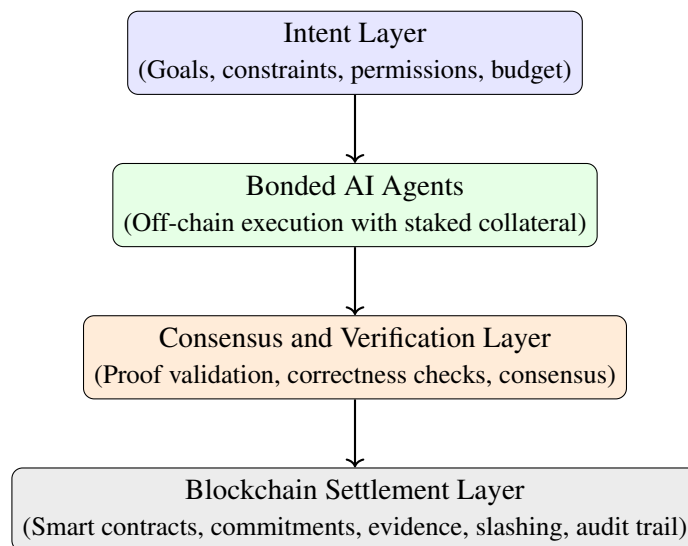 Intent Layer
(Goals, constraints, permissions, budget)
Bonded AI Agents
(Off-chain execution with staked collateral)
Consensus and Verification Layer
(Proof validation, correctness checks, consensus)
Blockchain Settlement Layer
(Smart contracts, commitments, evidence, slashing, audit trail)